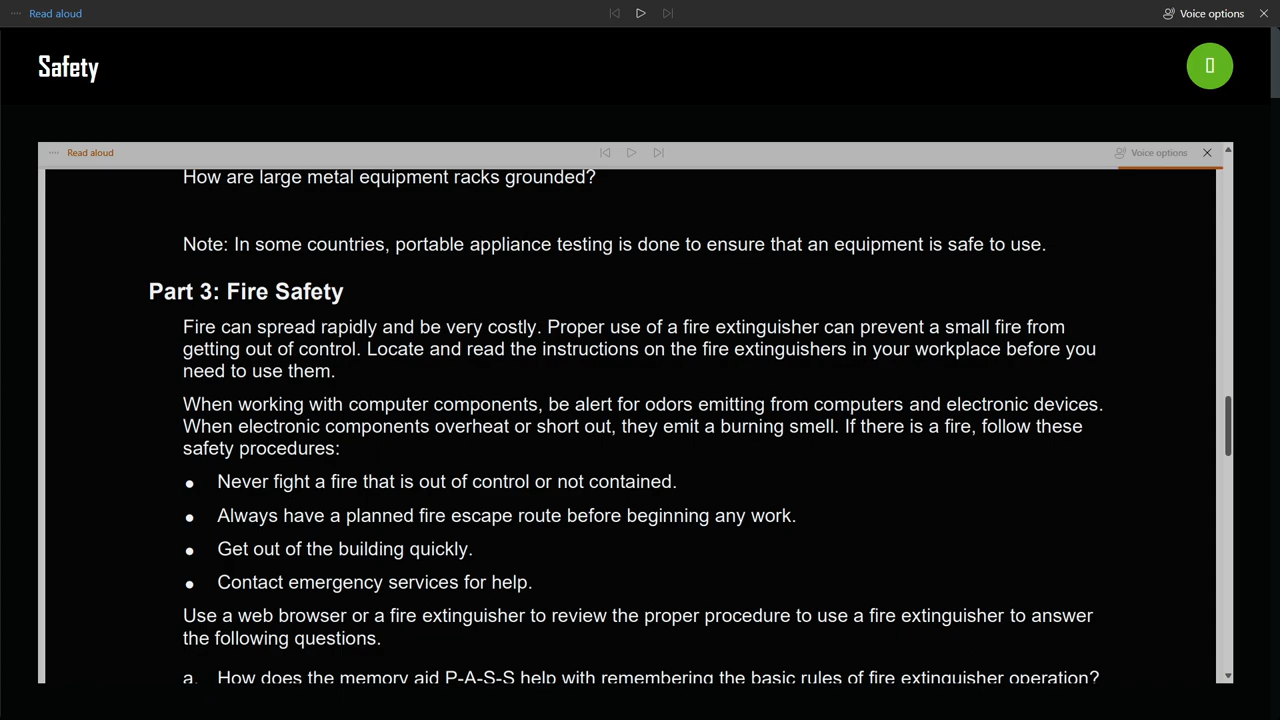 Read aloud
Voice options
Safety
Read aloud
Voice options
How are large metal equipment racks grounded?
Note: In some countries, portable appliance testing is done to ensure that an equipment is safe to use.
Part 3: Fire Safety
Fire can spread rapidly and be very costly. Proper use of a fire extinguisher can prevent a small fire from
getting out of control. Locate and read the instructions on the fire extinguishers in your workplace before you
need to use them.
When working with computer components, be alert for odors emitting from computers and electronic devices.
When electronic components overheat or short out, they emit a burning smell. If there is a fire, follow these
safety procedures:
● Never fight a fire that is out of control or not contained.
● Always have a planned fire escape route before beginning any work.
● Get out of the building quickly.
● Contact emergency services for help.
Use a web browser or a fire extinguisher to review the proper procedure to use a fire extinguisher to answer
the following questions.
a. How does the memory aid P-A-S-S help with remembering the basic rules of fire extinguisher operation?